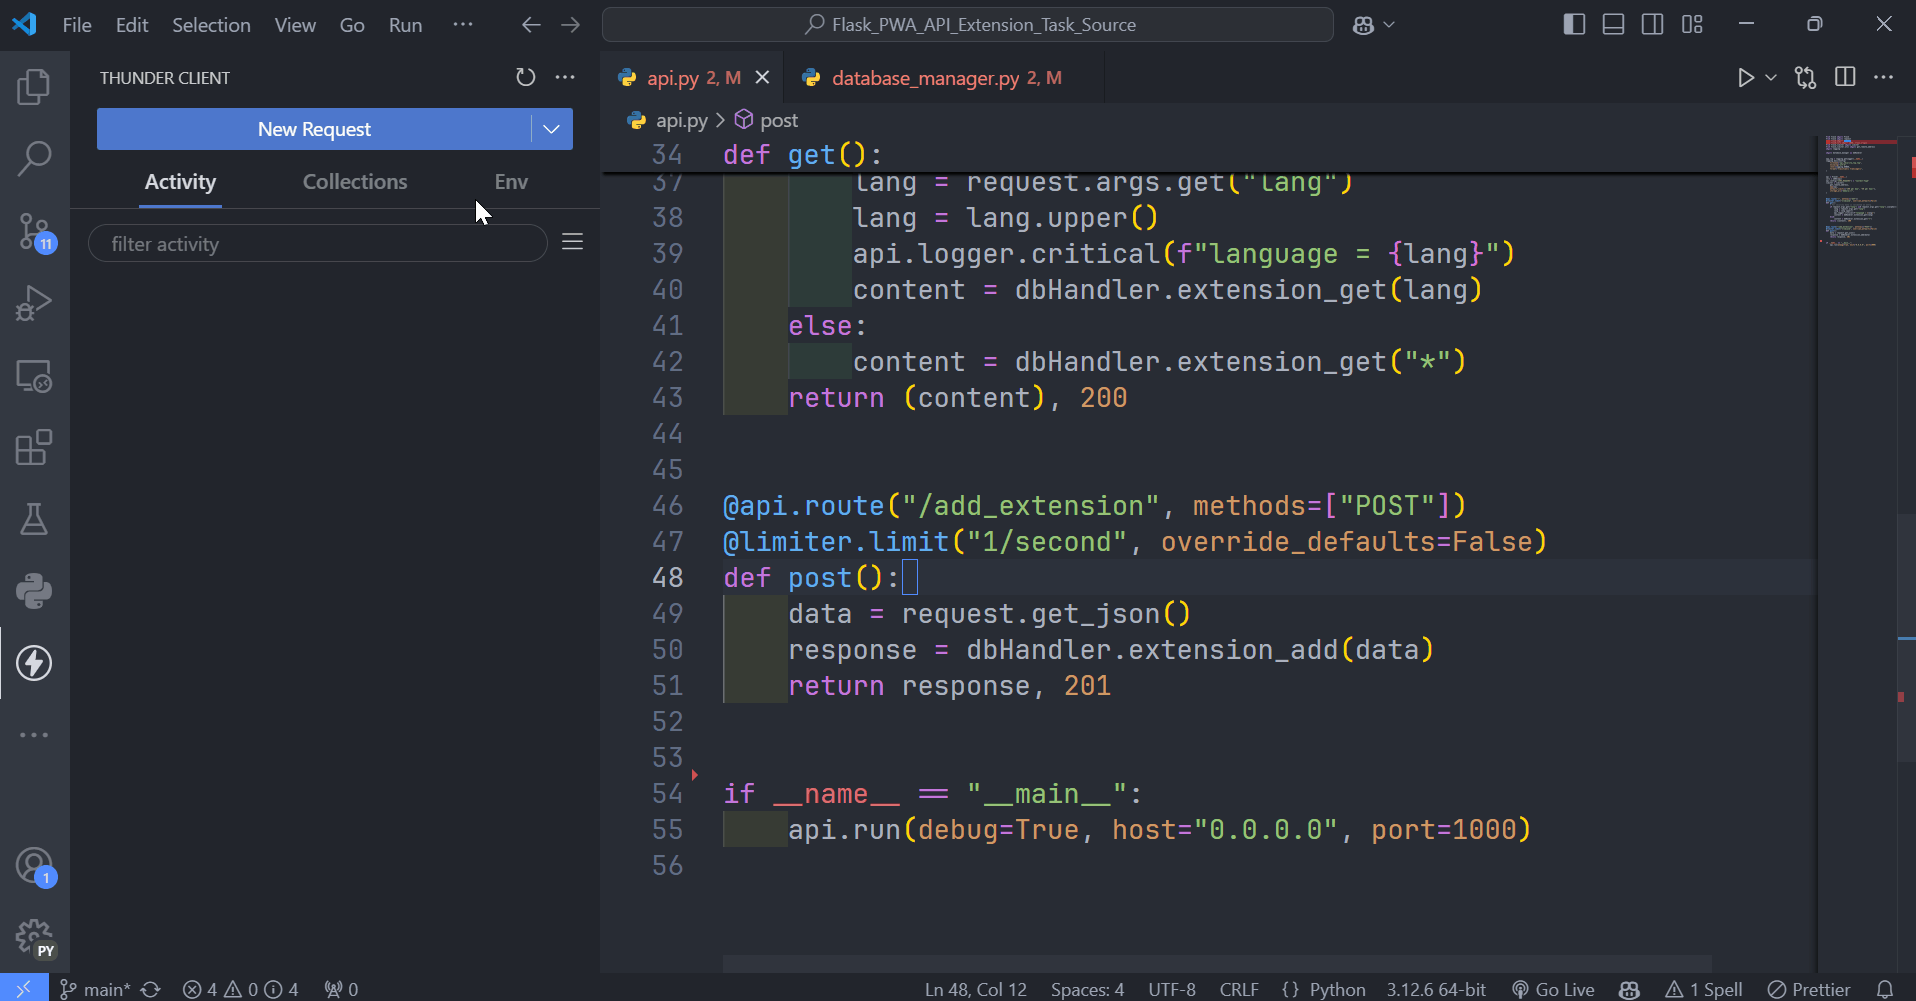 File Edit Selection View Go Run ··· Flask_PWA_API_Extension_Task_Source
THUNDER CLIENT
New Request
Activity Collections Env
filter activity
11
1
PY
api.py 2, M database_manager.py 2, M
api.py > post
34 def get():
37 lang = request.args.get("lang")
38 lang = lang.upper()
39 api.logger.critical(f"language = {lang}")
40 content = dbHandler.extension_get(lang)
41 else:
42 content = dbHandler.extension_get("*")
43 return (content), 200
44
45
46 @api.route("/add_extension", methods=["POST"])
47 @limiter.limit("1/second", override_defaults=False)
48 def post():
49 data = request.get_json()
50 response = dbHandler.extension_add(data)
51 return response, 201
52
53
54 if __name__ == "__main__":
55 api.run(debug=True, host="0.0.0.0", port=1000)
56
main* 4 0 4 0 Ln 48, Col 12 Spaces: 4 UTF-8 CRLF {} Python 3.12.6 64-bit Go Live 1 Spell Prettier